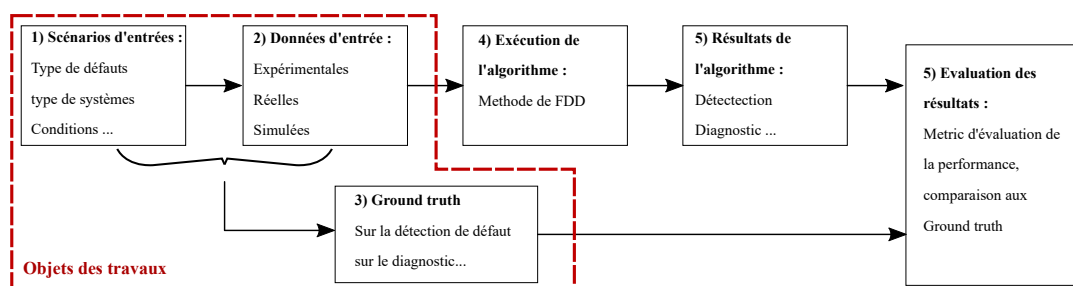 1) Scénarios d'entrées :
Type de défauts
type de systèmes
Conditions ...
2) Données d'entrée :
Expérimentales
Réelles
Simulées
4) Exécution de
l'algorithme :
Methode de FDD
5) Résultats de
l'algorithme :
Détectection
Diagnostic ...
5) Evaluation des
résultats :
Metric d'évaluation de
la performance,
comparaison aux
Ground truth
3) Ground truth
Sur la détection de défaut
sur le diagnostic...
Objets des travaux